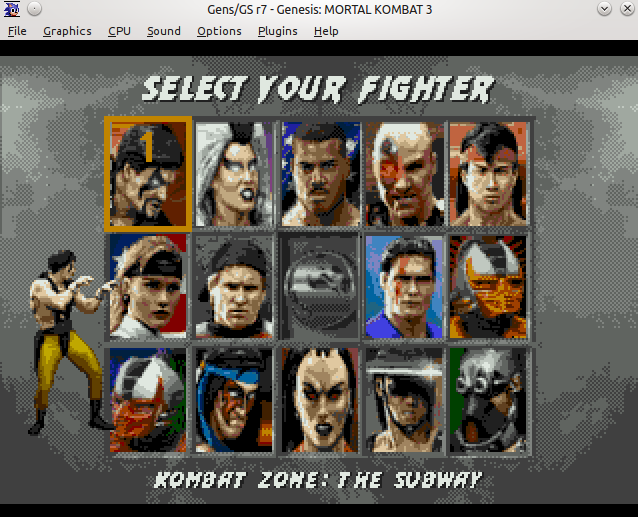 Gens/GS r7 - Genesis: MORTAL KOMBAT 3
File Graphics CPU Sound Options Plugins Help
SELECT YOUR FIGHTER
1
KOMBAT ZONE: THE SUBWAY